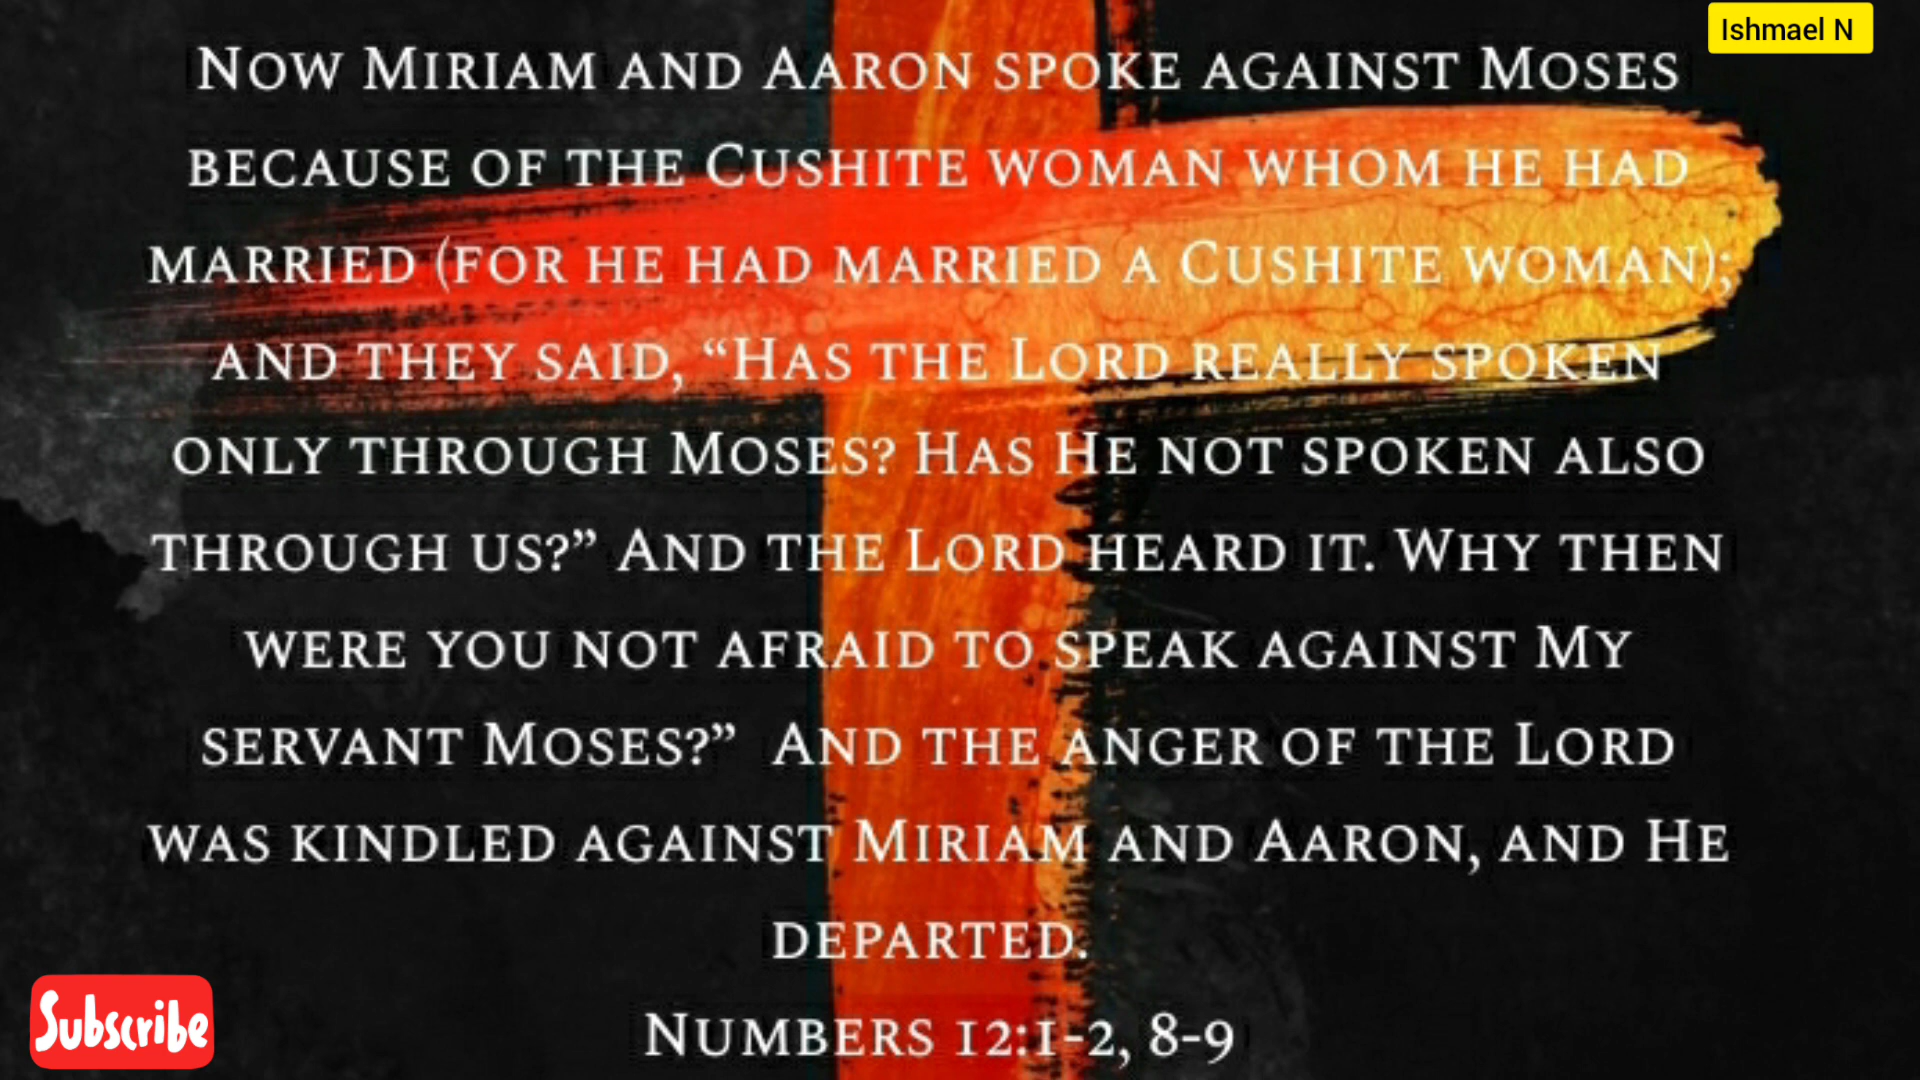 Ishmael N
Now Miriam and Aaron spoke against Moses
because of the Cushite woman whom he had
married (for he had married a Cushite woman);
and they said, “Has the Lord really spoken
only through Moses? Has He not spoken also
through us?” And the Lord heard it. Why then
were you not afraid to speak against My
servant Moses?” And the anger of the Lord
was kindled against Miriam and Aaron, and He
departed.
Numbers 12:1-2, 8-9
Subscribe